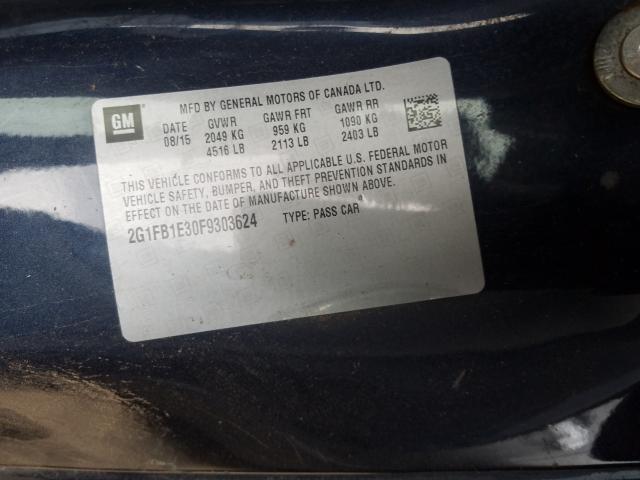 GM
MFD BY GENERAL MOTORS OF CANADA LTD.
DATE GVWR GAWR FRT GAWR RR
08/15 2049 KG 959 KG 1090 KG
4516 LB 2113 LB 2403 LB
THIS VEHICLE CONFORMS TO ALL APPLICABLE U.S. FEDERAL MOTOR
VEHICLE SAFETY, BUMPER, AND THEFT PREVENTION STANDARDS IN
EFFECT ON THE DATE OF MANUFACTURE SHOWN ABOVE.
2G1FB1E30F9303624 TYPE: PASS CAR